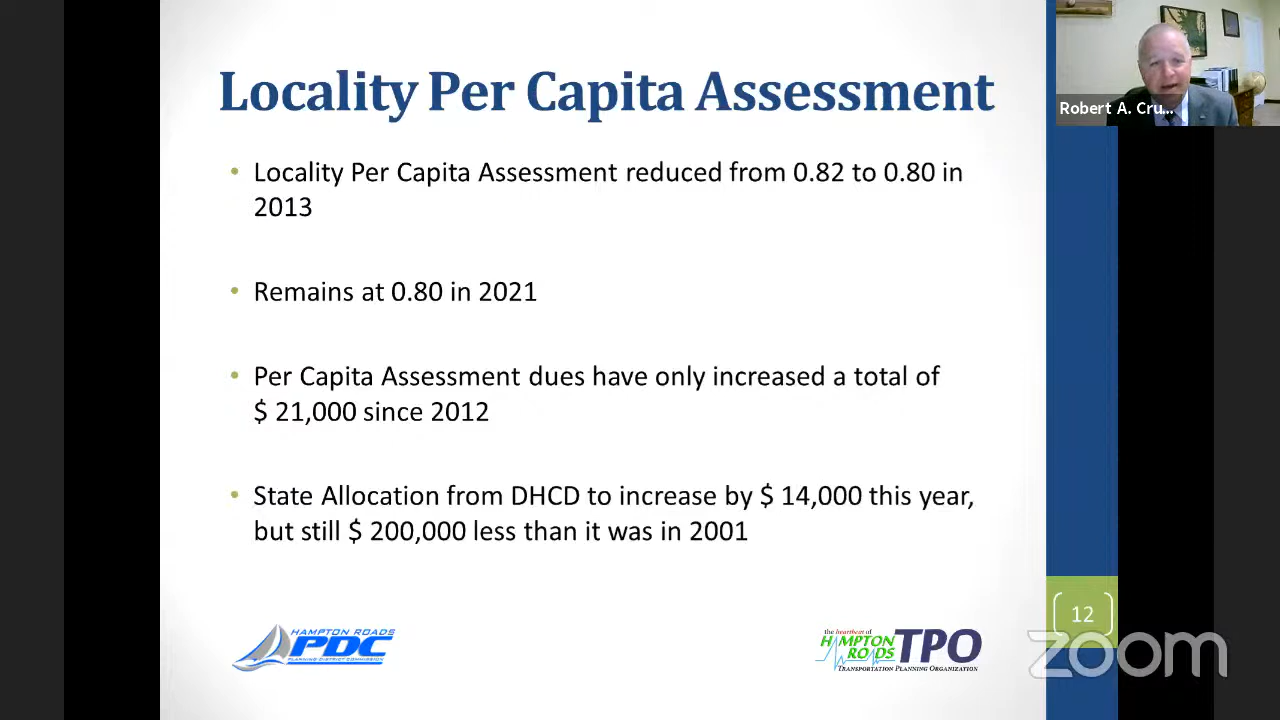 Locality Per Capita Assessment
Robert A. Cru...
• Locality Per Capita Assessment reduced from 0.82 to 0.80 in
2013
• Remains at 0.80 in 2021
• Per Capita Assessment dues have only increased a total of
$ 21,000 since 2012
• State Allocation from DHCD to increase by $ 14,000 this year,
but still $ 200,000 less than it was in 2001
HAMPTON ROADS
PDC
PLANNING DISTRICT COMMISSION
the heartbeat of
HAMPTON
ROADS
TPO
TRANSPORTATION PLANNING ORGANIZATION
12
zoom